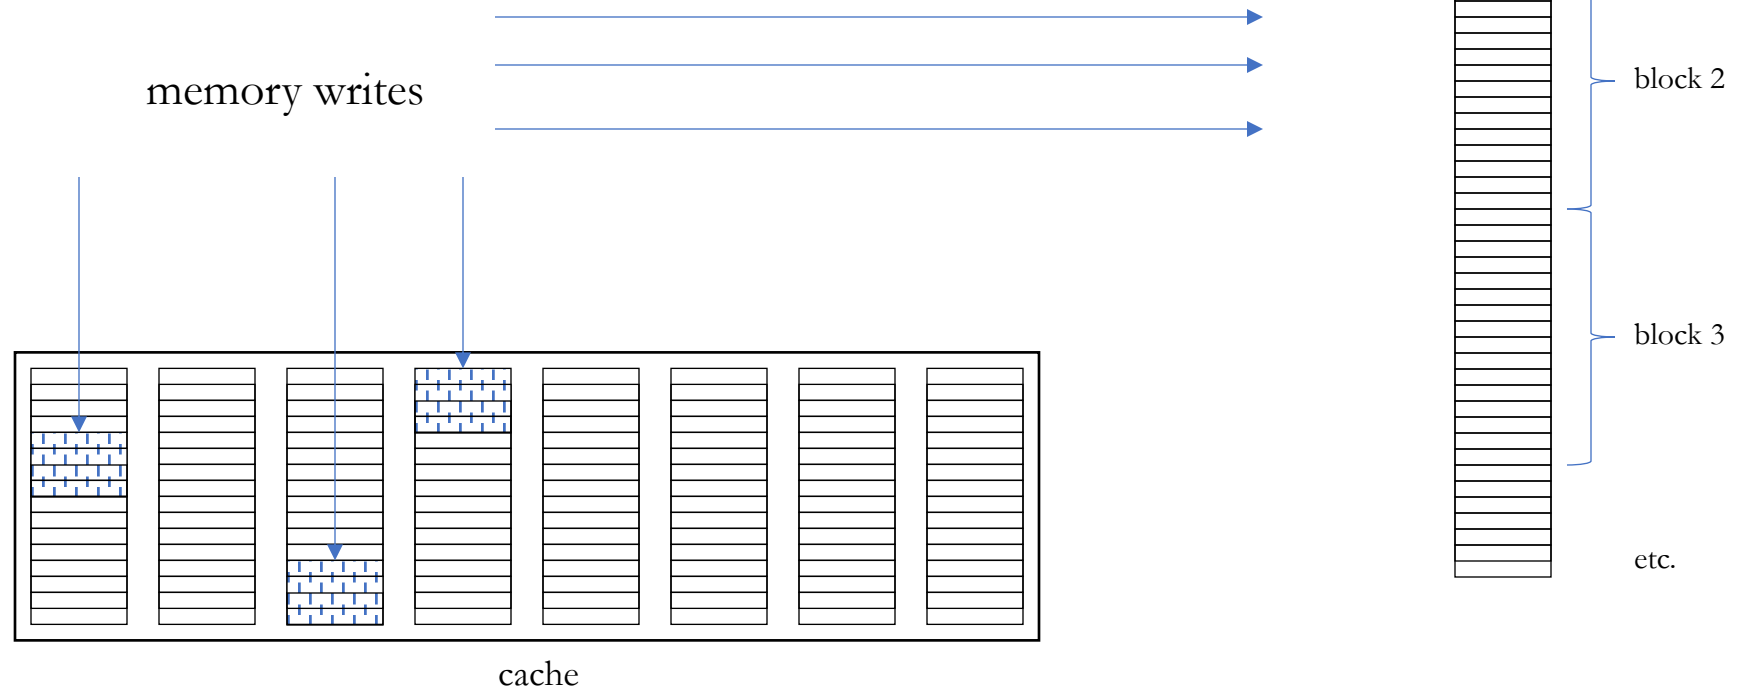 memory writes
block 2
block 3
etc.
cache